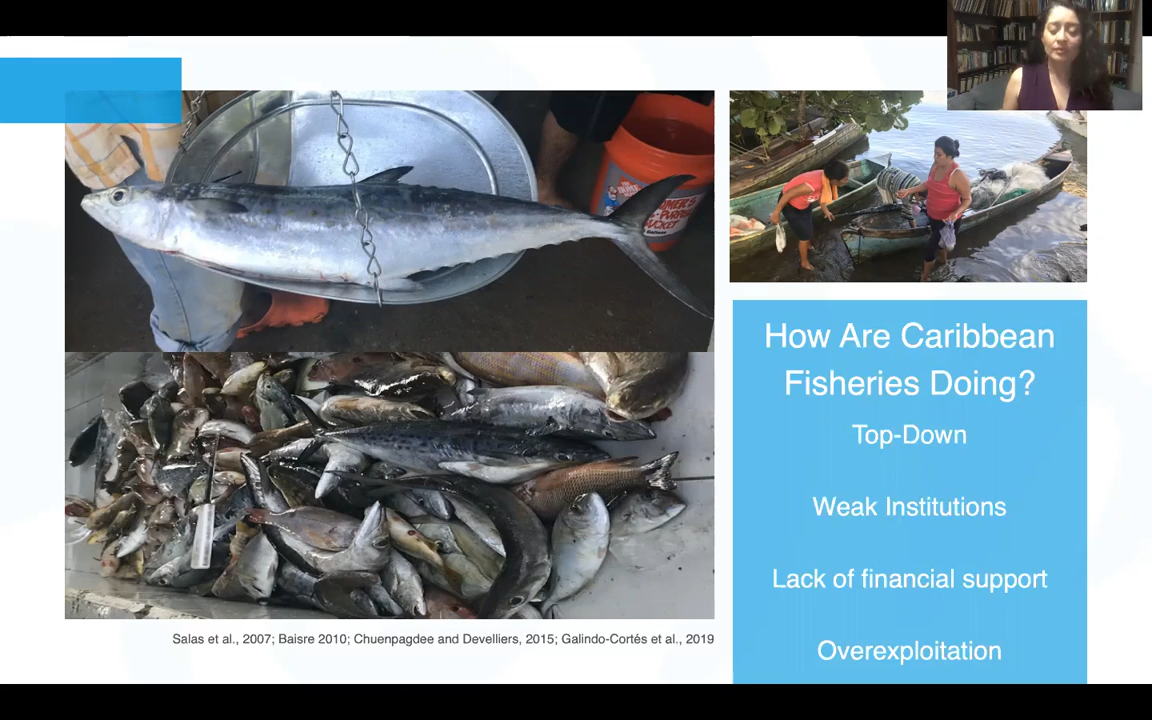 How Are Caribbean
Fisheries Doing?
Top-Down
Weak Institutions
Lack of financial support
Overexploitation
Salas et al., 2007; Baisre 2010; Chuenpagdee and Develliers, 2015; Galindo-Cortés et al., 2019